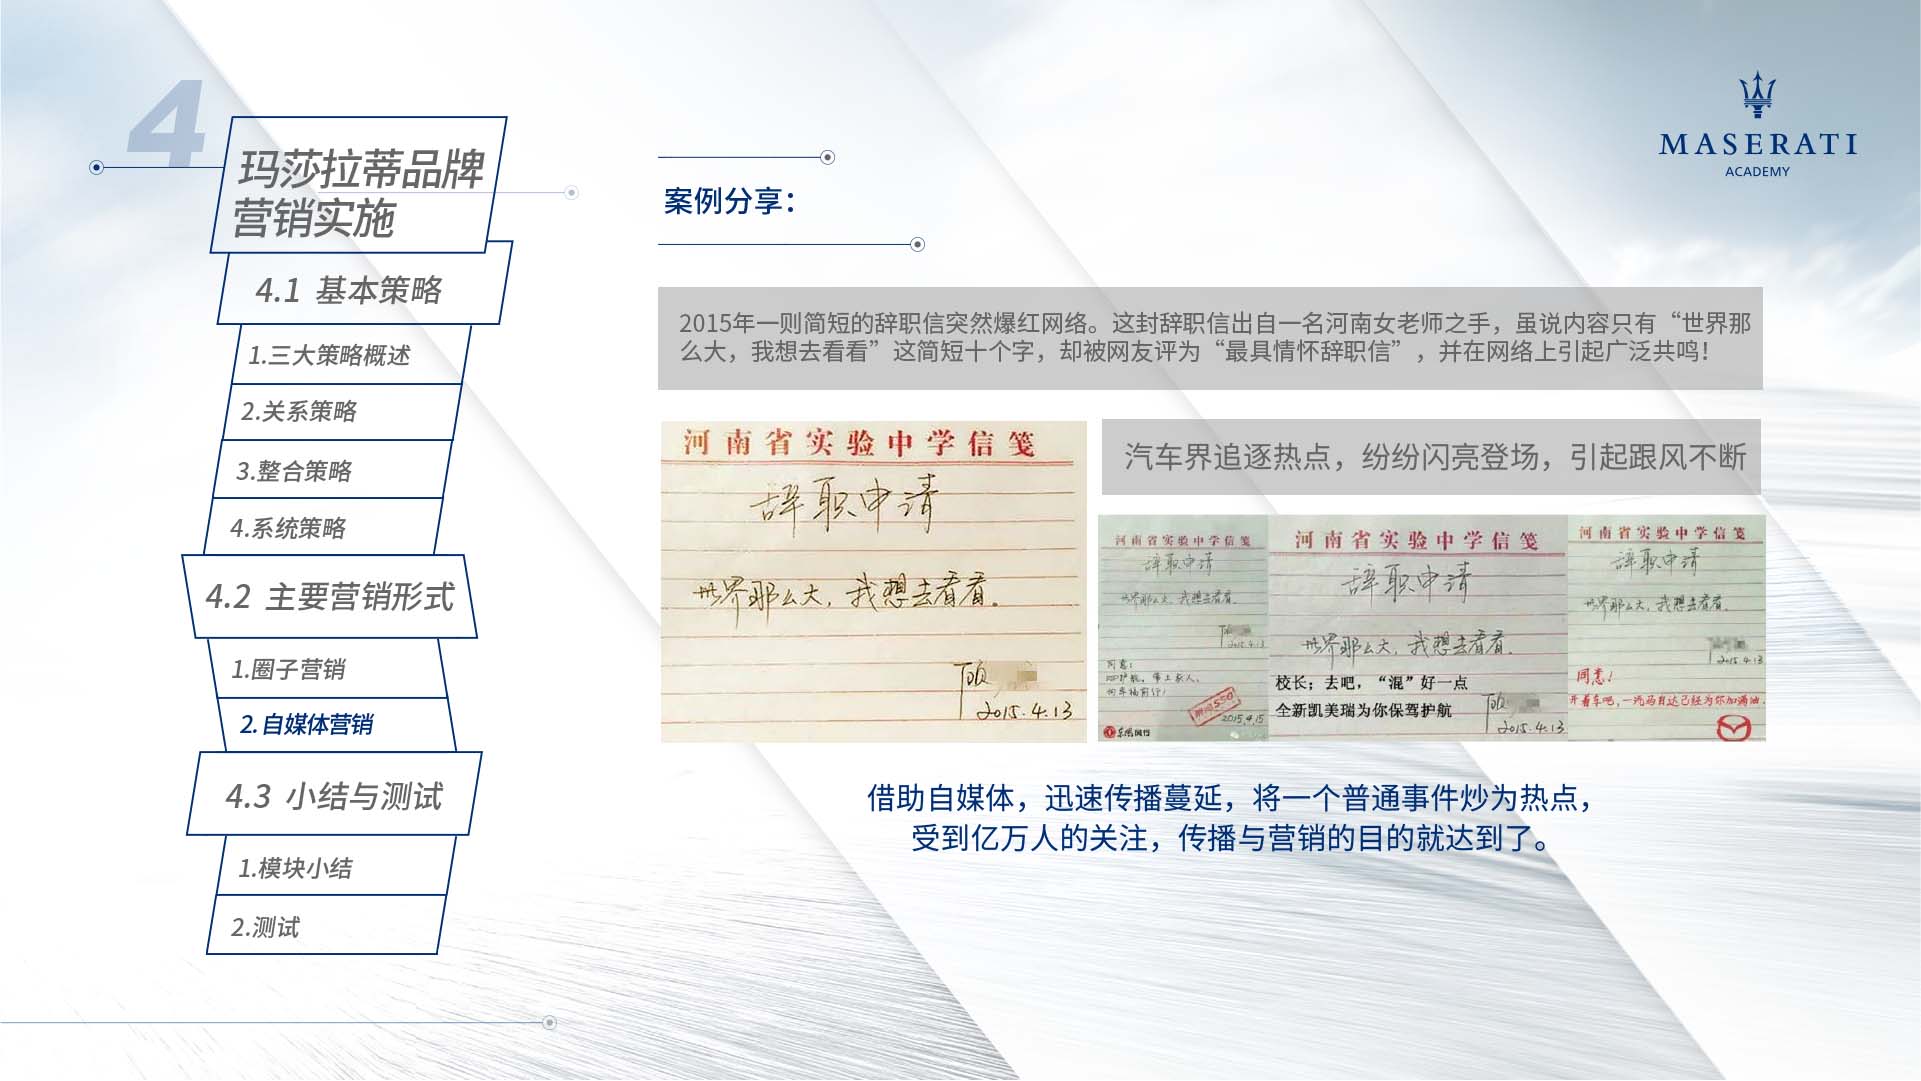 4
玛莎拉蒂品牌
营销实施
4.1 基本策略
1.三大策略概述
2.关系策略
3.整合策略
4.系统策略
4.2 主要营销形式
1.圈子营销
2.自媒体营销
4.3 小结与测试
1.模块小结
2.测试
MASERATI
ACADEMY
案例分享：
2015年一则简短的辞职信突然爆红网络。这封辞职信出自一名河南女老师之手，虽说内容只有“世界那
么大，我想去看看”这简短十个字，却被网友评为“最具情怀辞职信”，并在网络上引起广泛共鸣！
河南省实验中学信笺
辞职申请
世界那么大，我想去看看。
顾
2015.4.13
汽车界追逐热点，纷纷闪亮登场，引起跟风不断
河南省实验中学信笺
辞职申请
世界那么大，我想去看看。
2015.4.13
同意：
带上家人，
2015.4.15
东风风行
河南省实验中学信笺
辞职申请
世界那么大，我想去看看。
校长；去吧，“混”好一点
全新凯美瑞为你保驾护航
顾
2015.4.13
河南省实验中学信笺
辞职申请
世界那么大，我想去看看。
2015.4.13
同意！
开着车吧，一汽马自达已经为你加满油.
借助自媒体，迅速传播蔓延，将一个普通事件炒为热点，
受到亿万人的关注，传播与营销的目的就达到了。